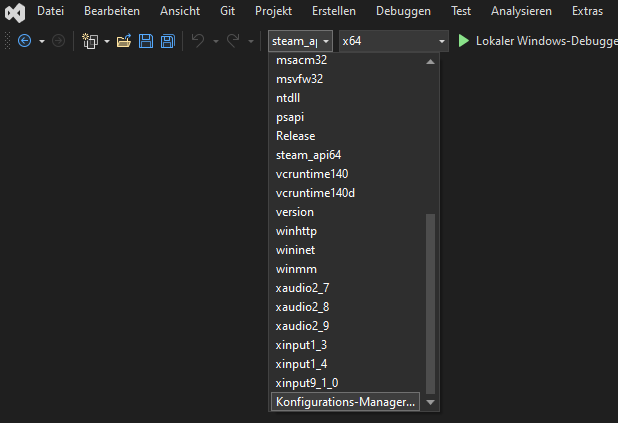 Datei Bearbeiten Ansicht Git Projekt Erstellen Debuggen Test Analysieren Extras
steam_ap x64 Lokaler Windows-Debugge
msacm32
msvfw32
ntdll
psapi
Release
steam_api64
vcruntime140
vcruntime140d
version
winhttp
wininet
winmm
xaudio2_7
xaudio2_8
xaudio2_9
xinput1_3
xinput1_4
xinput9_1_0
Konfigurations-Manager...